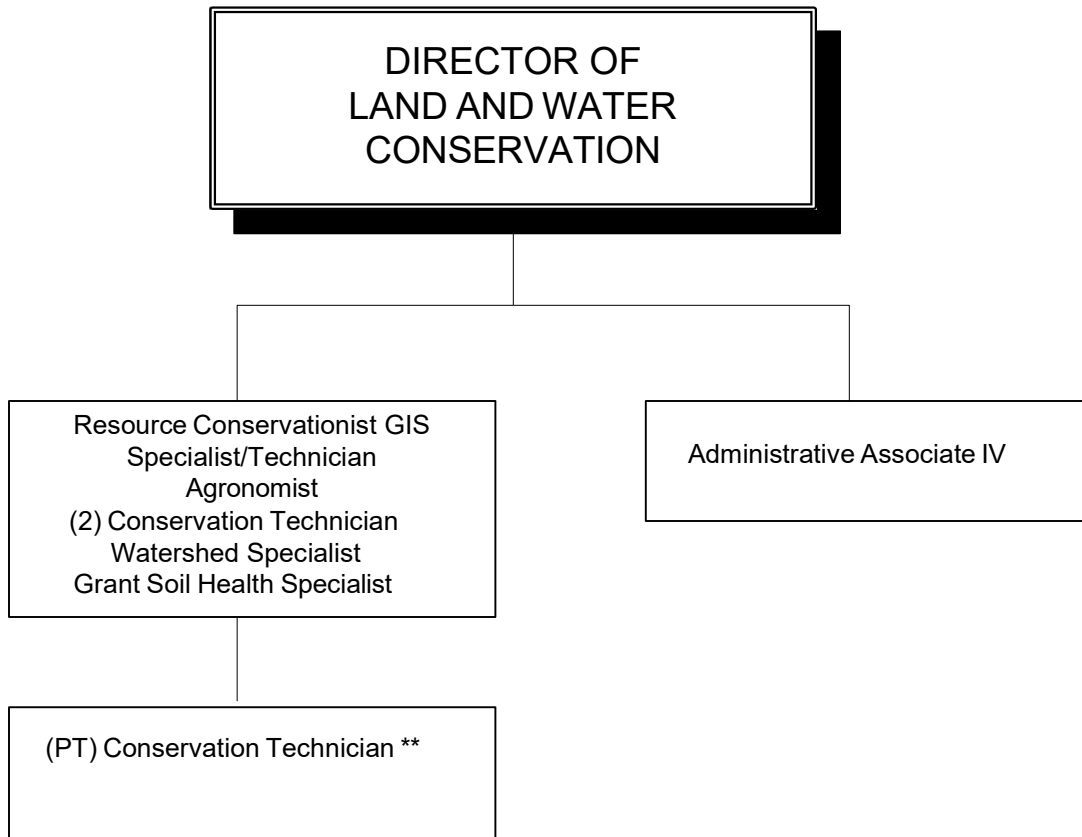 DIRECTOR OF
LAND AND WATER
CONSERVATION
Resource Conservationist GIS
Specialist/Technician
Agronomist
(2) Conservation Technician
Watershed Specialist
Grant Soil Health Specialist
Administrative Associate IV
(PT) Conservation Technician **